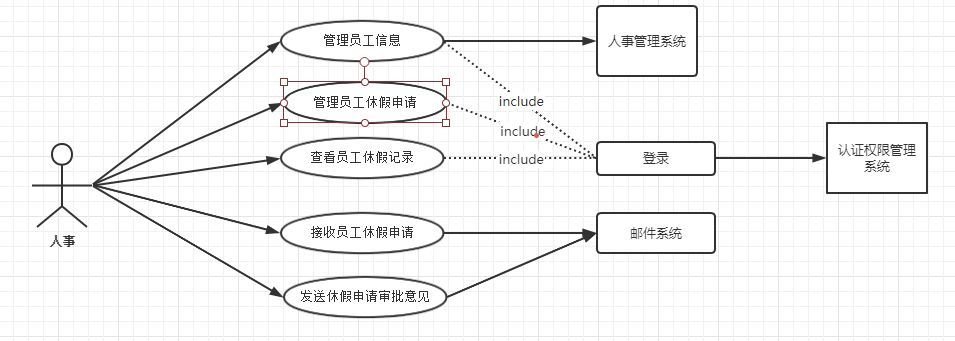 管理员工信息
人事管理系统
管理员工休假申请
include
include
查看员工休假记录
include
登录
认证权限管理
系统
人事
接收员工休假申请
邮件系统
发送休假申请审批意见